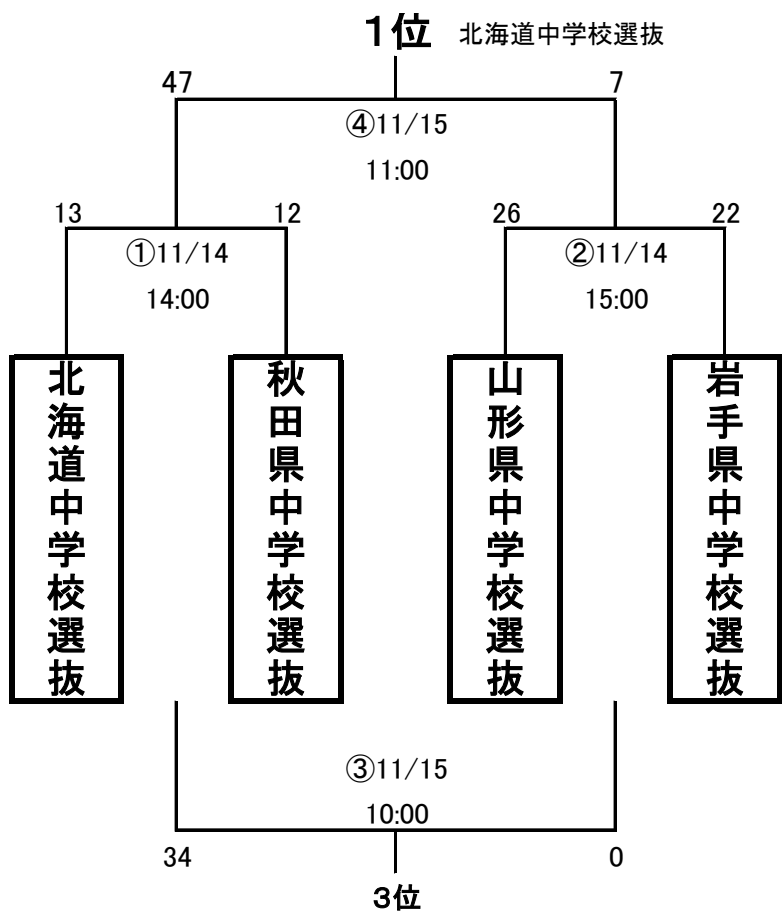 1位 北海道中学校選抜
47 7
④11/15
11:00
13 12 26 22
①11/14 ②11/14
14:00 15:00
北海道中学校選抜
秋田県中学校選抜
山形県中学校選抜
岩手県中学校選抜
③11/15
10:00
34 0
3位